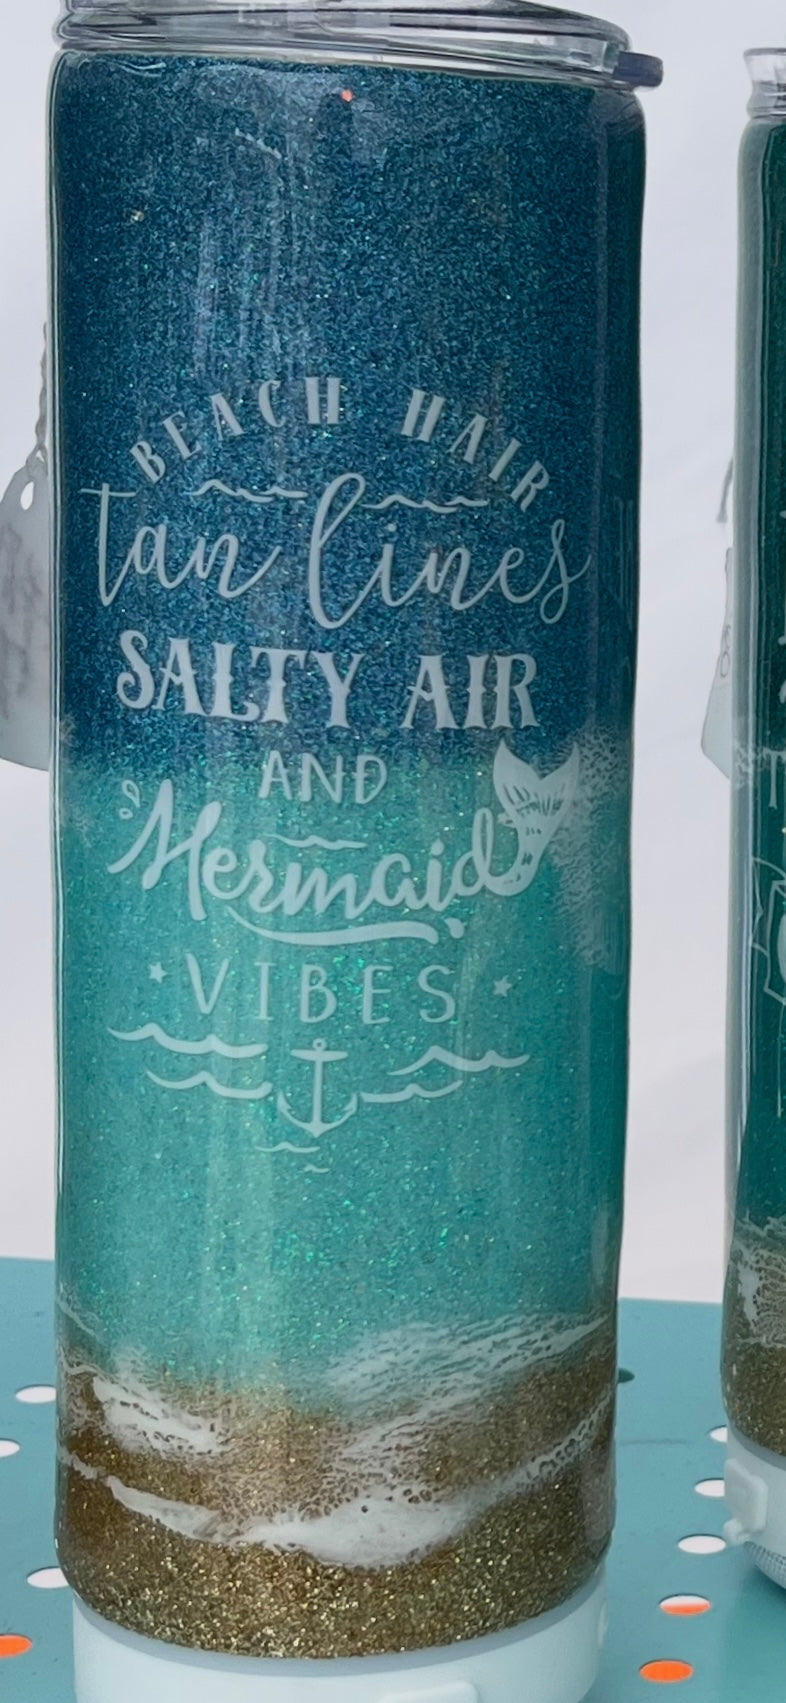 BEACH HAIR
tan lines
SALTY AIR
AND
Mermaid
VIBES